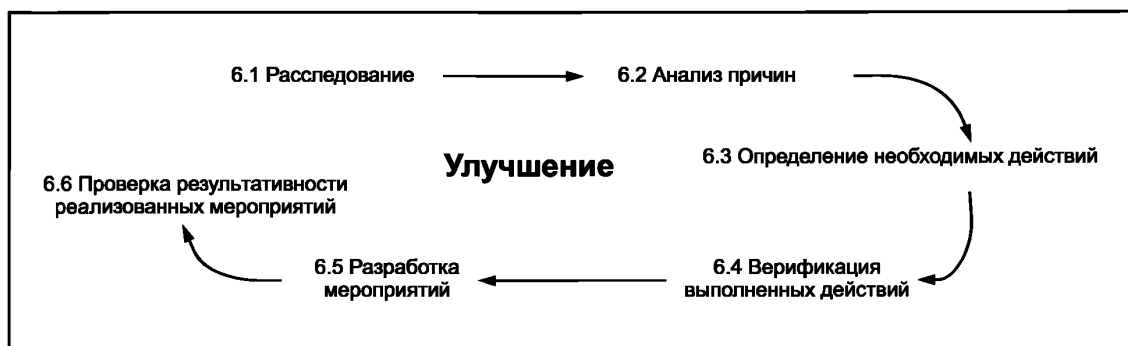 6.1 Расследование
6.2 Анализ причин
6.3 Определение необходимых действий
Улучшение
6.6 Проверка результативности
реализованных мероприятий
6.5 Разработка
мероприятий
6.4 Верификация
выполненных действий